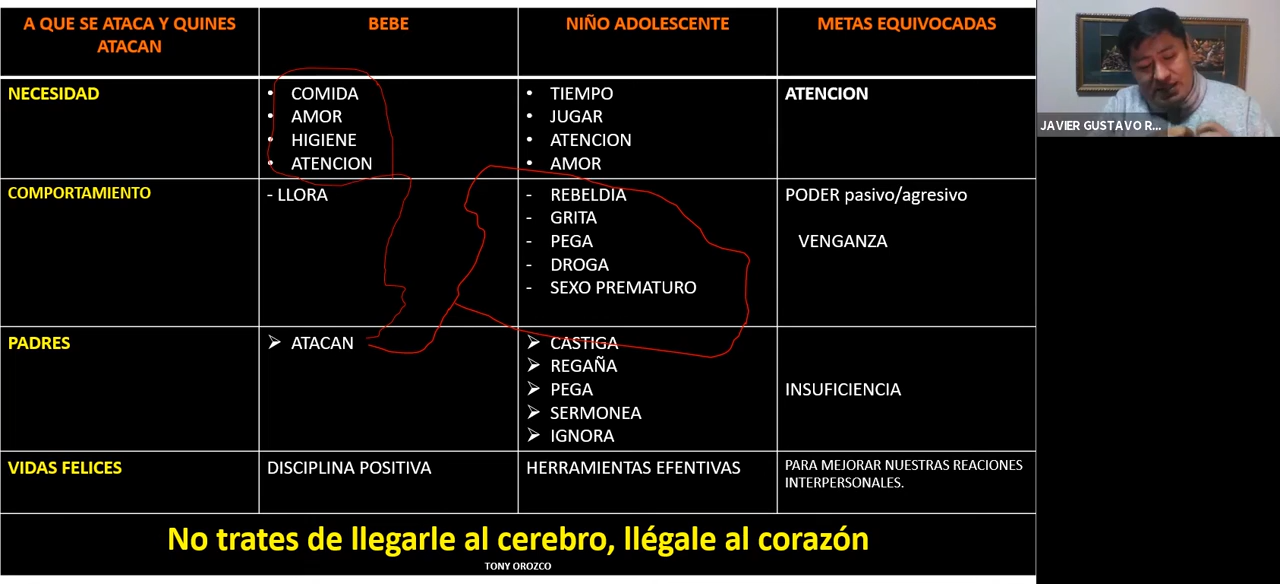 A QUE SE ATACA Y QUINES
ATACAN
BEBE
NIÑO ADOLESCENTE
METAS EQUIVOCADAS
NECESIDAD
• COMIDA
• AMOR
• HIGIENE
• ATENCION
• TIEMPO
• JUGAR
• ATENCION
• AMOR
ATENCION
COMPORTAMIENTO
- LLORA
- REBELDIA
- GRITA
- PEGA
- DROGA
- SEXO PREMATURO
PODER pasivo/agresivo
VENGANZA
PADRES
➢ ATACAN
➢ CASTIGA
➢ REGAÑA
➢ PEGA
➢ SERMONEA
➢ IGNORA
INSUFICIENCIA
VIDAS FELICES
DISCIPLINA POSITIVA
HERRAMIENTAS EFENTIVAS
PARA MEJORAR NUESTRAS REACIONES
INTERPERSONALES.
No trates de llegarle al cerebro, llégale al corazón
TONY OROZCO
JAVIER GUSTAVO R...